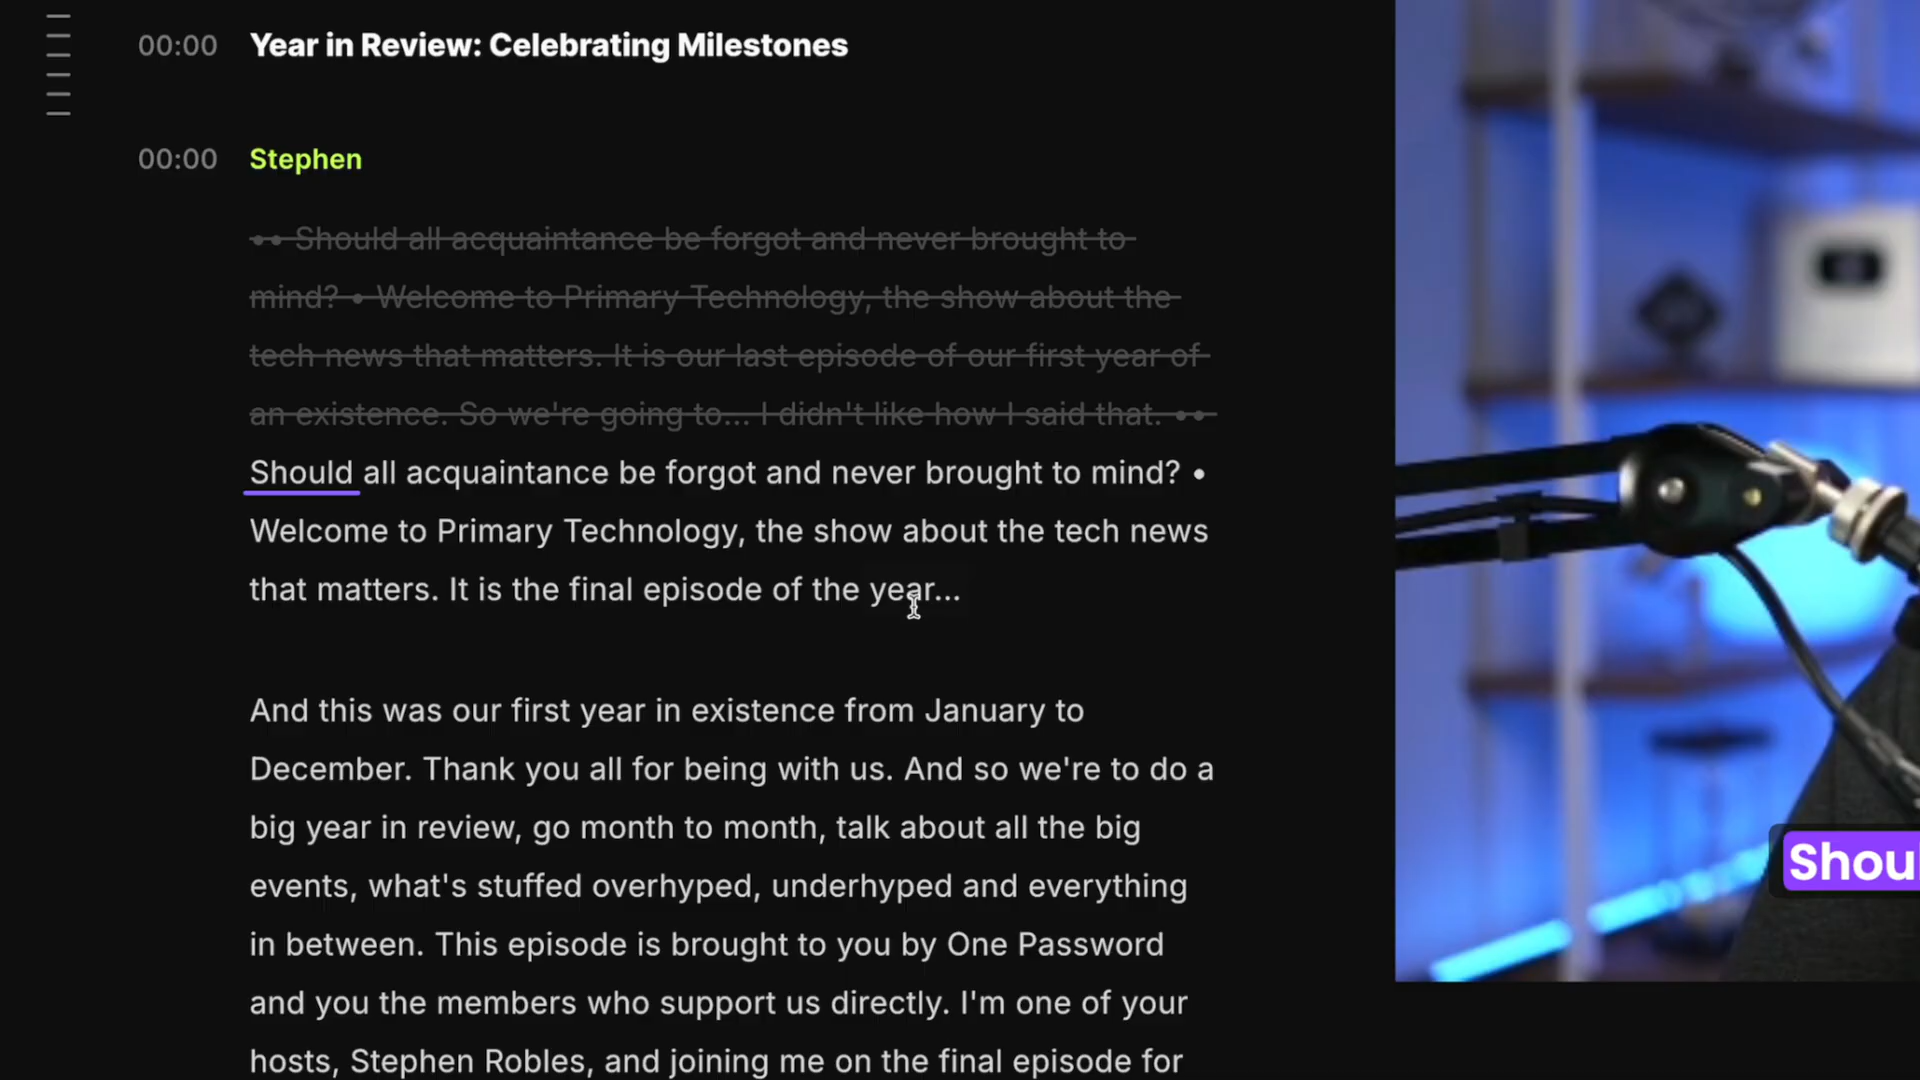 00:00 Year in Review: Celebrating Milestones
00:00 Stephen
•• Should all acquaintance be forgot and never brought to
mind? • Welcome to Primary Technology, the show about the
tech news that matters. It is our last episode of our first year of
an existence. So we're going to... I didn't like how I said that. ••
Should all acquaintance be forgot and never brought to mind? •
Welcome to Primary Technology, the show about the tech news
that matters. It is the final episode of the year...
And this was our first year in existence from January to
December. Thank you all for being with us. And so we're to do a
big year in review, go month to month, talk about all the big
events, what's stuffed overhyped, underhyped and everything
in between. This episode is brought to you by One Password
and you the members who support us directly. I'm one of your
hosts, Stephen Robles, and joining me on the final episode for
Shoul